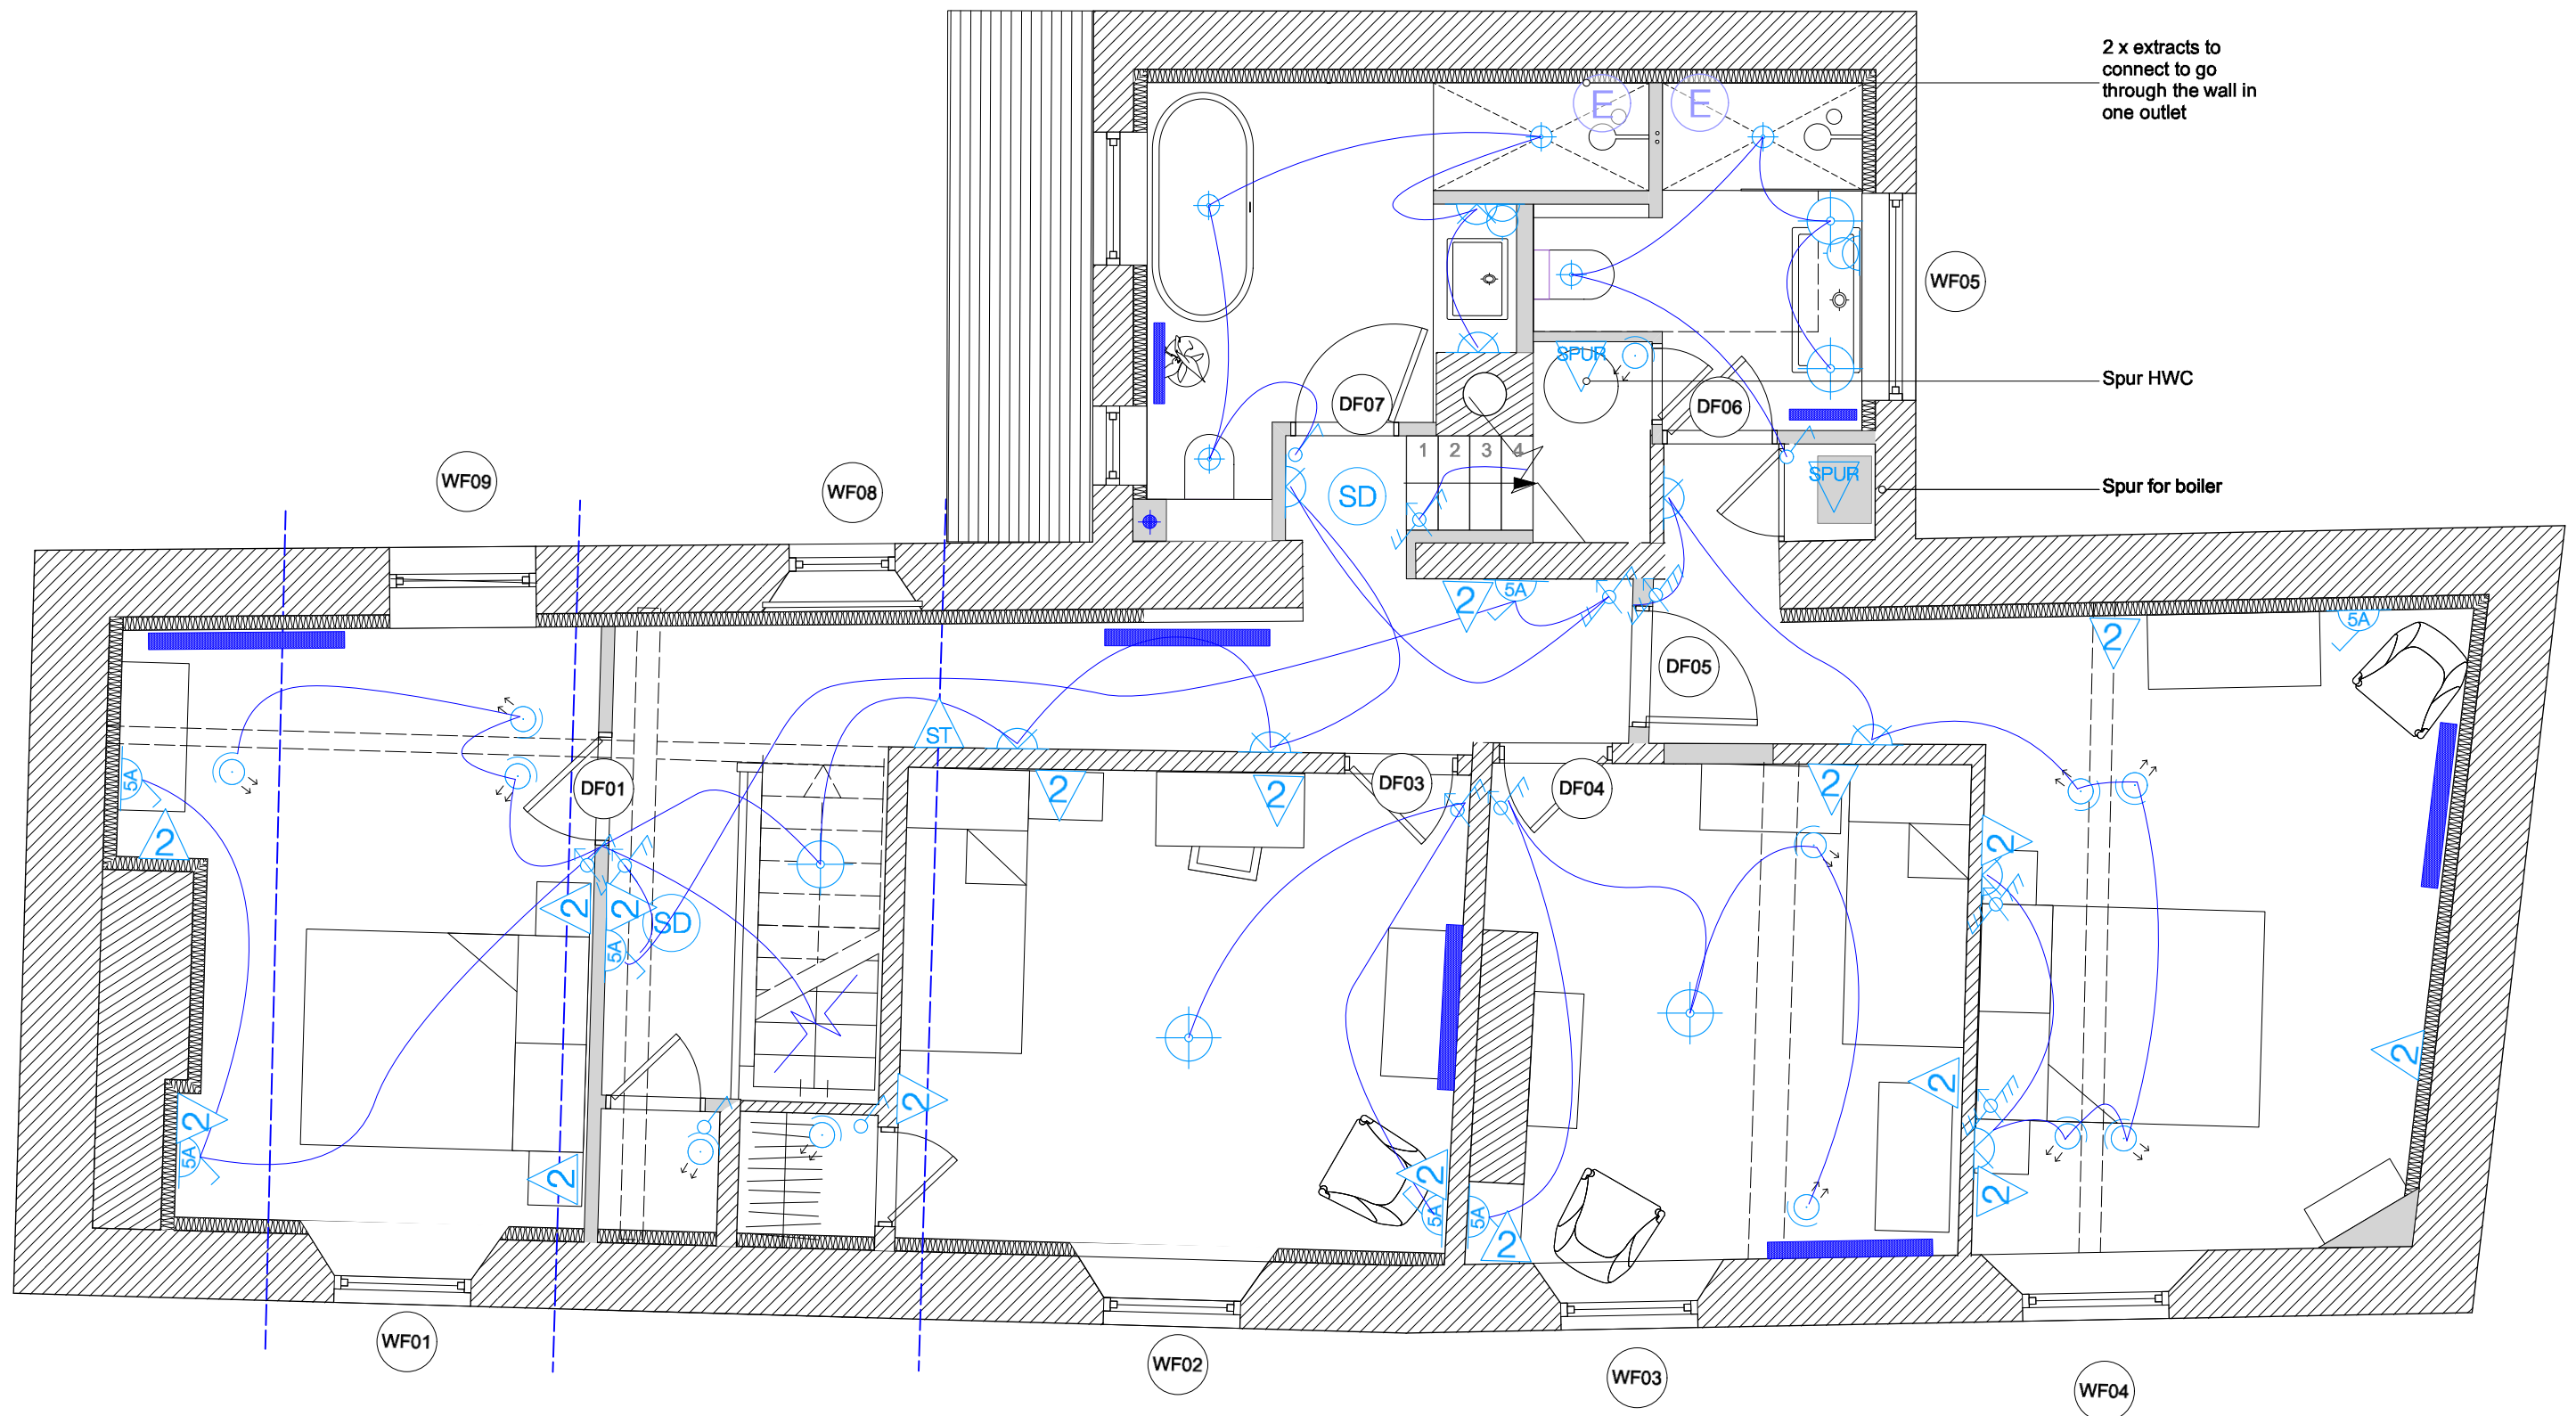 2 x extracts to
connect to go
through the wall in
one outlet
E
E
WF05
SPUR
Spur HWC
DF07
DF06
1 2 3 4
WF09
WF08
SD
SPUR
Spur for boiler
2
5A
5A
2
DF05
ST
5A
DF01
2
2
2
DF03
DF04
2
2
2
2
SD
5A
2
2
2
2
5A
2
2
2
5A
5A
2
WF01
WF02
WF03
WF04